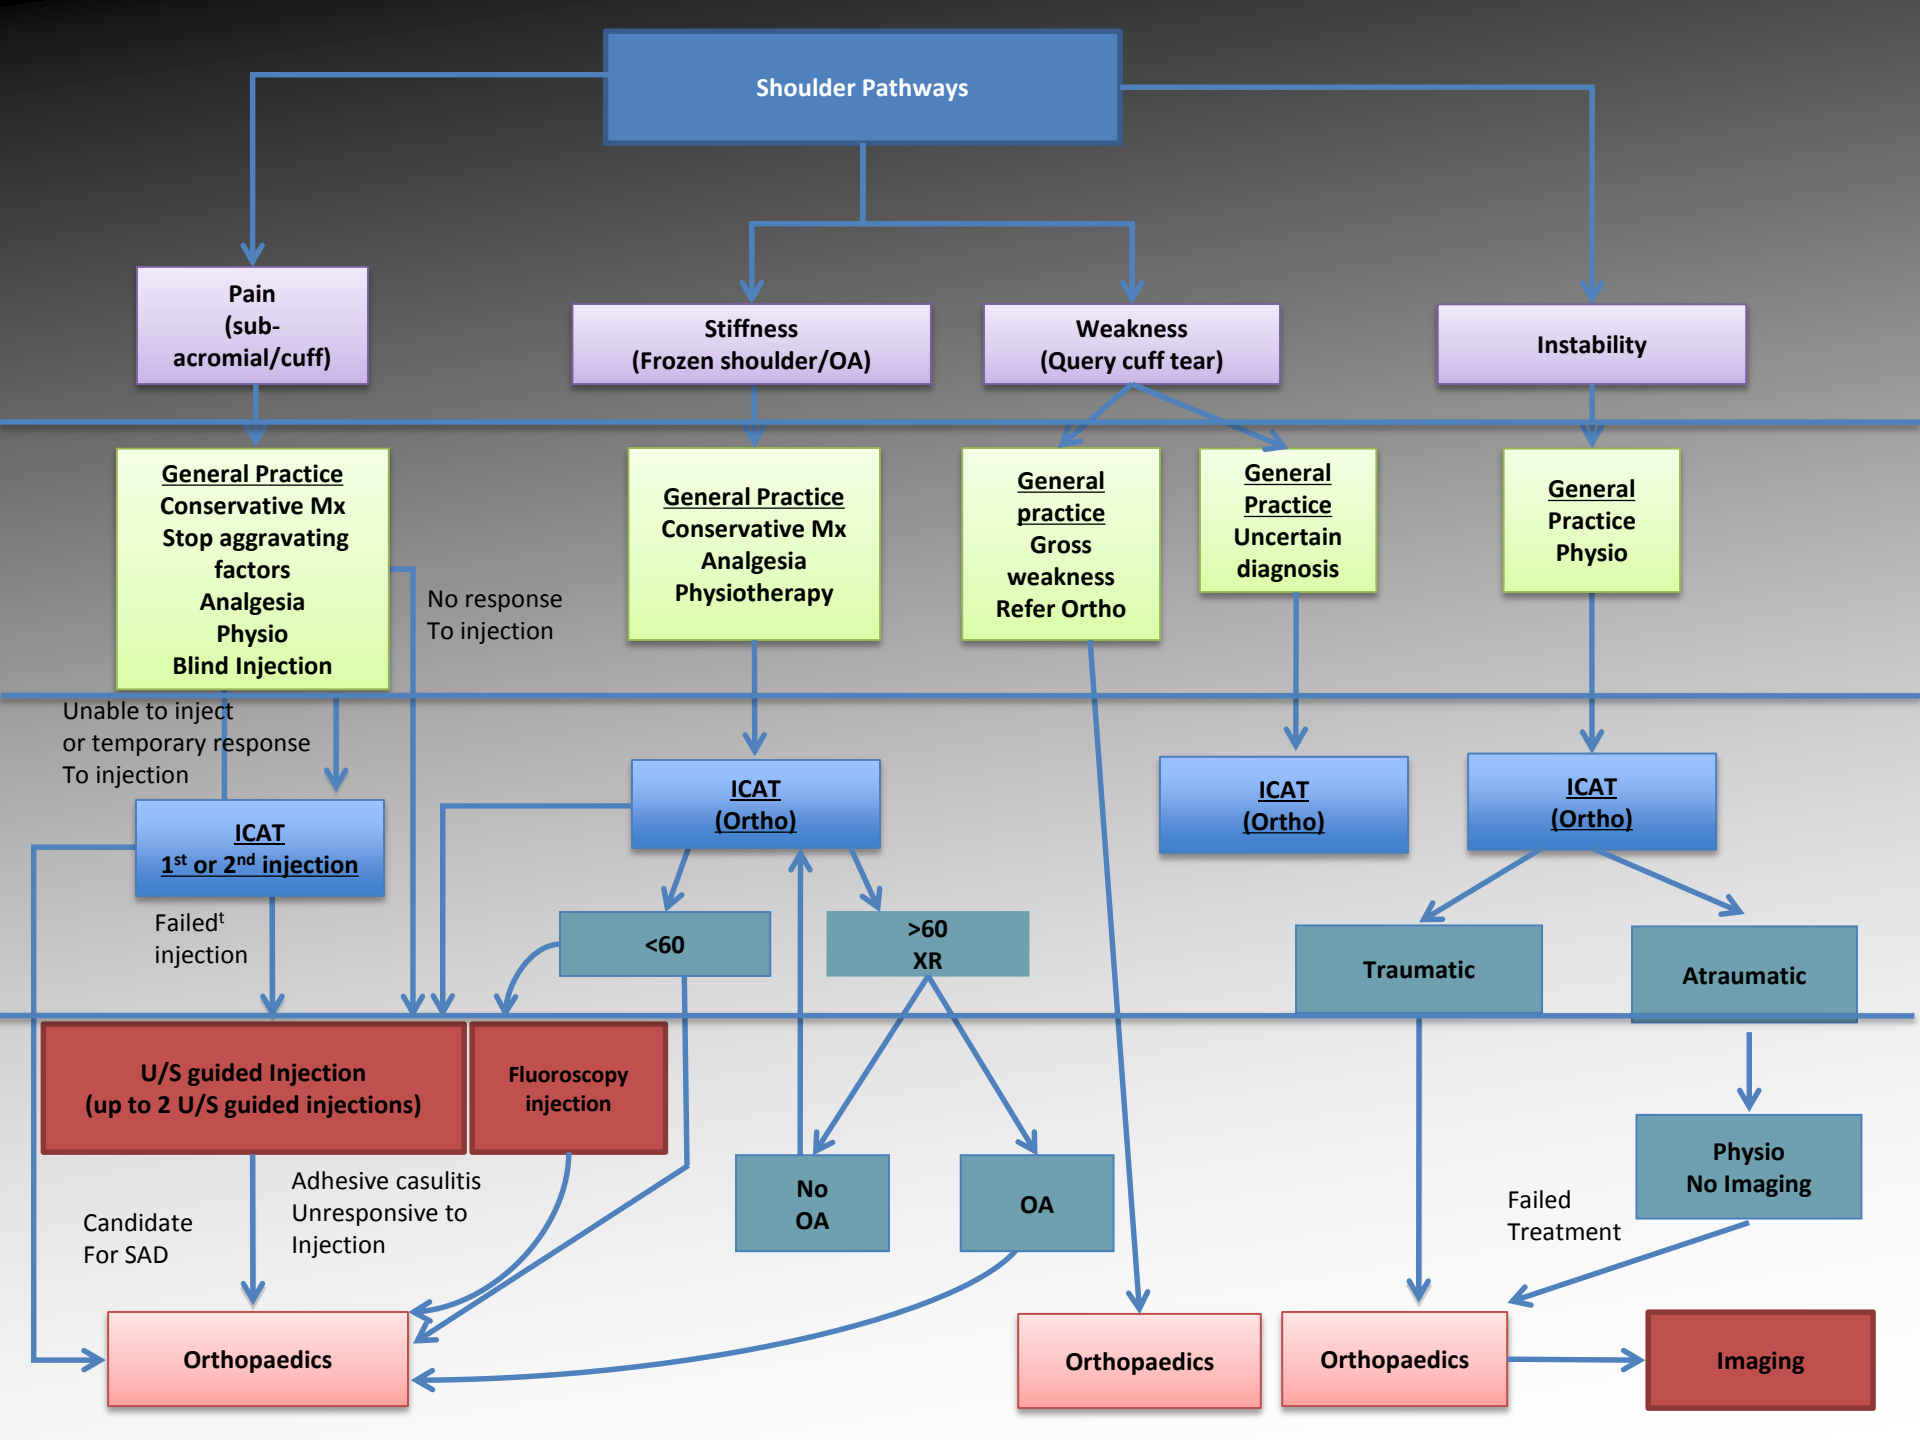 Shoulder Pathways
Pain
(sub-
acromial/cuff)
Stiffness
(Frozen shoulder/OA)
Weakness
(Query cuff tear)
Instability
General Practice
Conservative Mx
Stop aggravating
factors
Analgesia
Physio
Blind Injection
No response
To injection
General Practice
Conservative Mx
Analgesia
Physiotherapy
General
practice
Gross
weakness
Refer Ortho
General
Practice
Uncertain
diagnosis
General
Practice
Physio
Unable to inject
or temporary response
To injection
ICAT
1st or 2nd injection
ICAT
(Ortho)
ICAT
(Ortho)
ICAT
(Ortho)
Failedt
injection
<60
>60
XR
Traumatic
Atraumatic
U/S guided Injection
(up to 2 U/S guided injections)
Fluoroscopy
injection
Candidate
For SAD
Adhesive casulitis
Unresponsive to
Injection
No
OA
OA
Physio
No Imaging
Failed
Treatment
Orthopaedics
Orthopaedics
Orthopaedics
Imaging